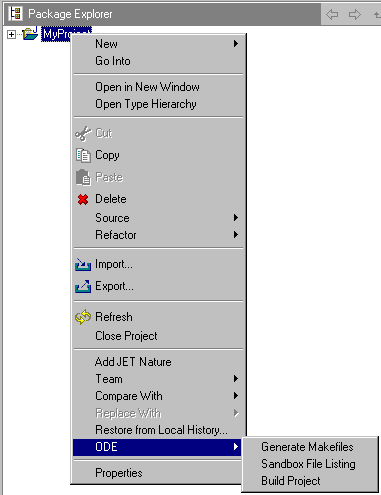 Package Explorer
MyProject
New
Go Into
Open in New Window
Open Type Hierarchy
Cut
Copy
Paste
Delete
Source
Refactor
Import...
Export...
Refresh
Close Project
Add JET Nature
Team
Compare With
Replace With
Restore from Local History...
ODE
Properties
Generate Makefiles
Sandbox File Listing
Build Project